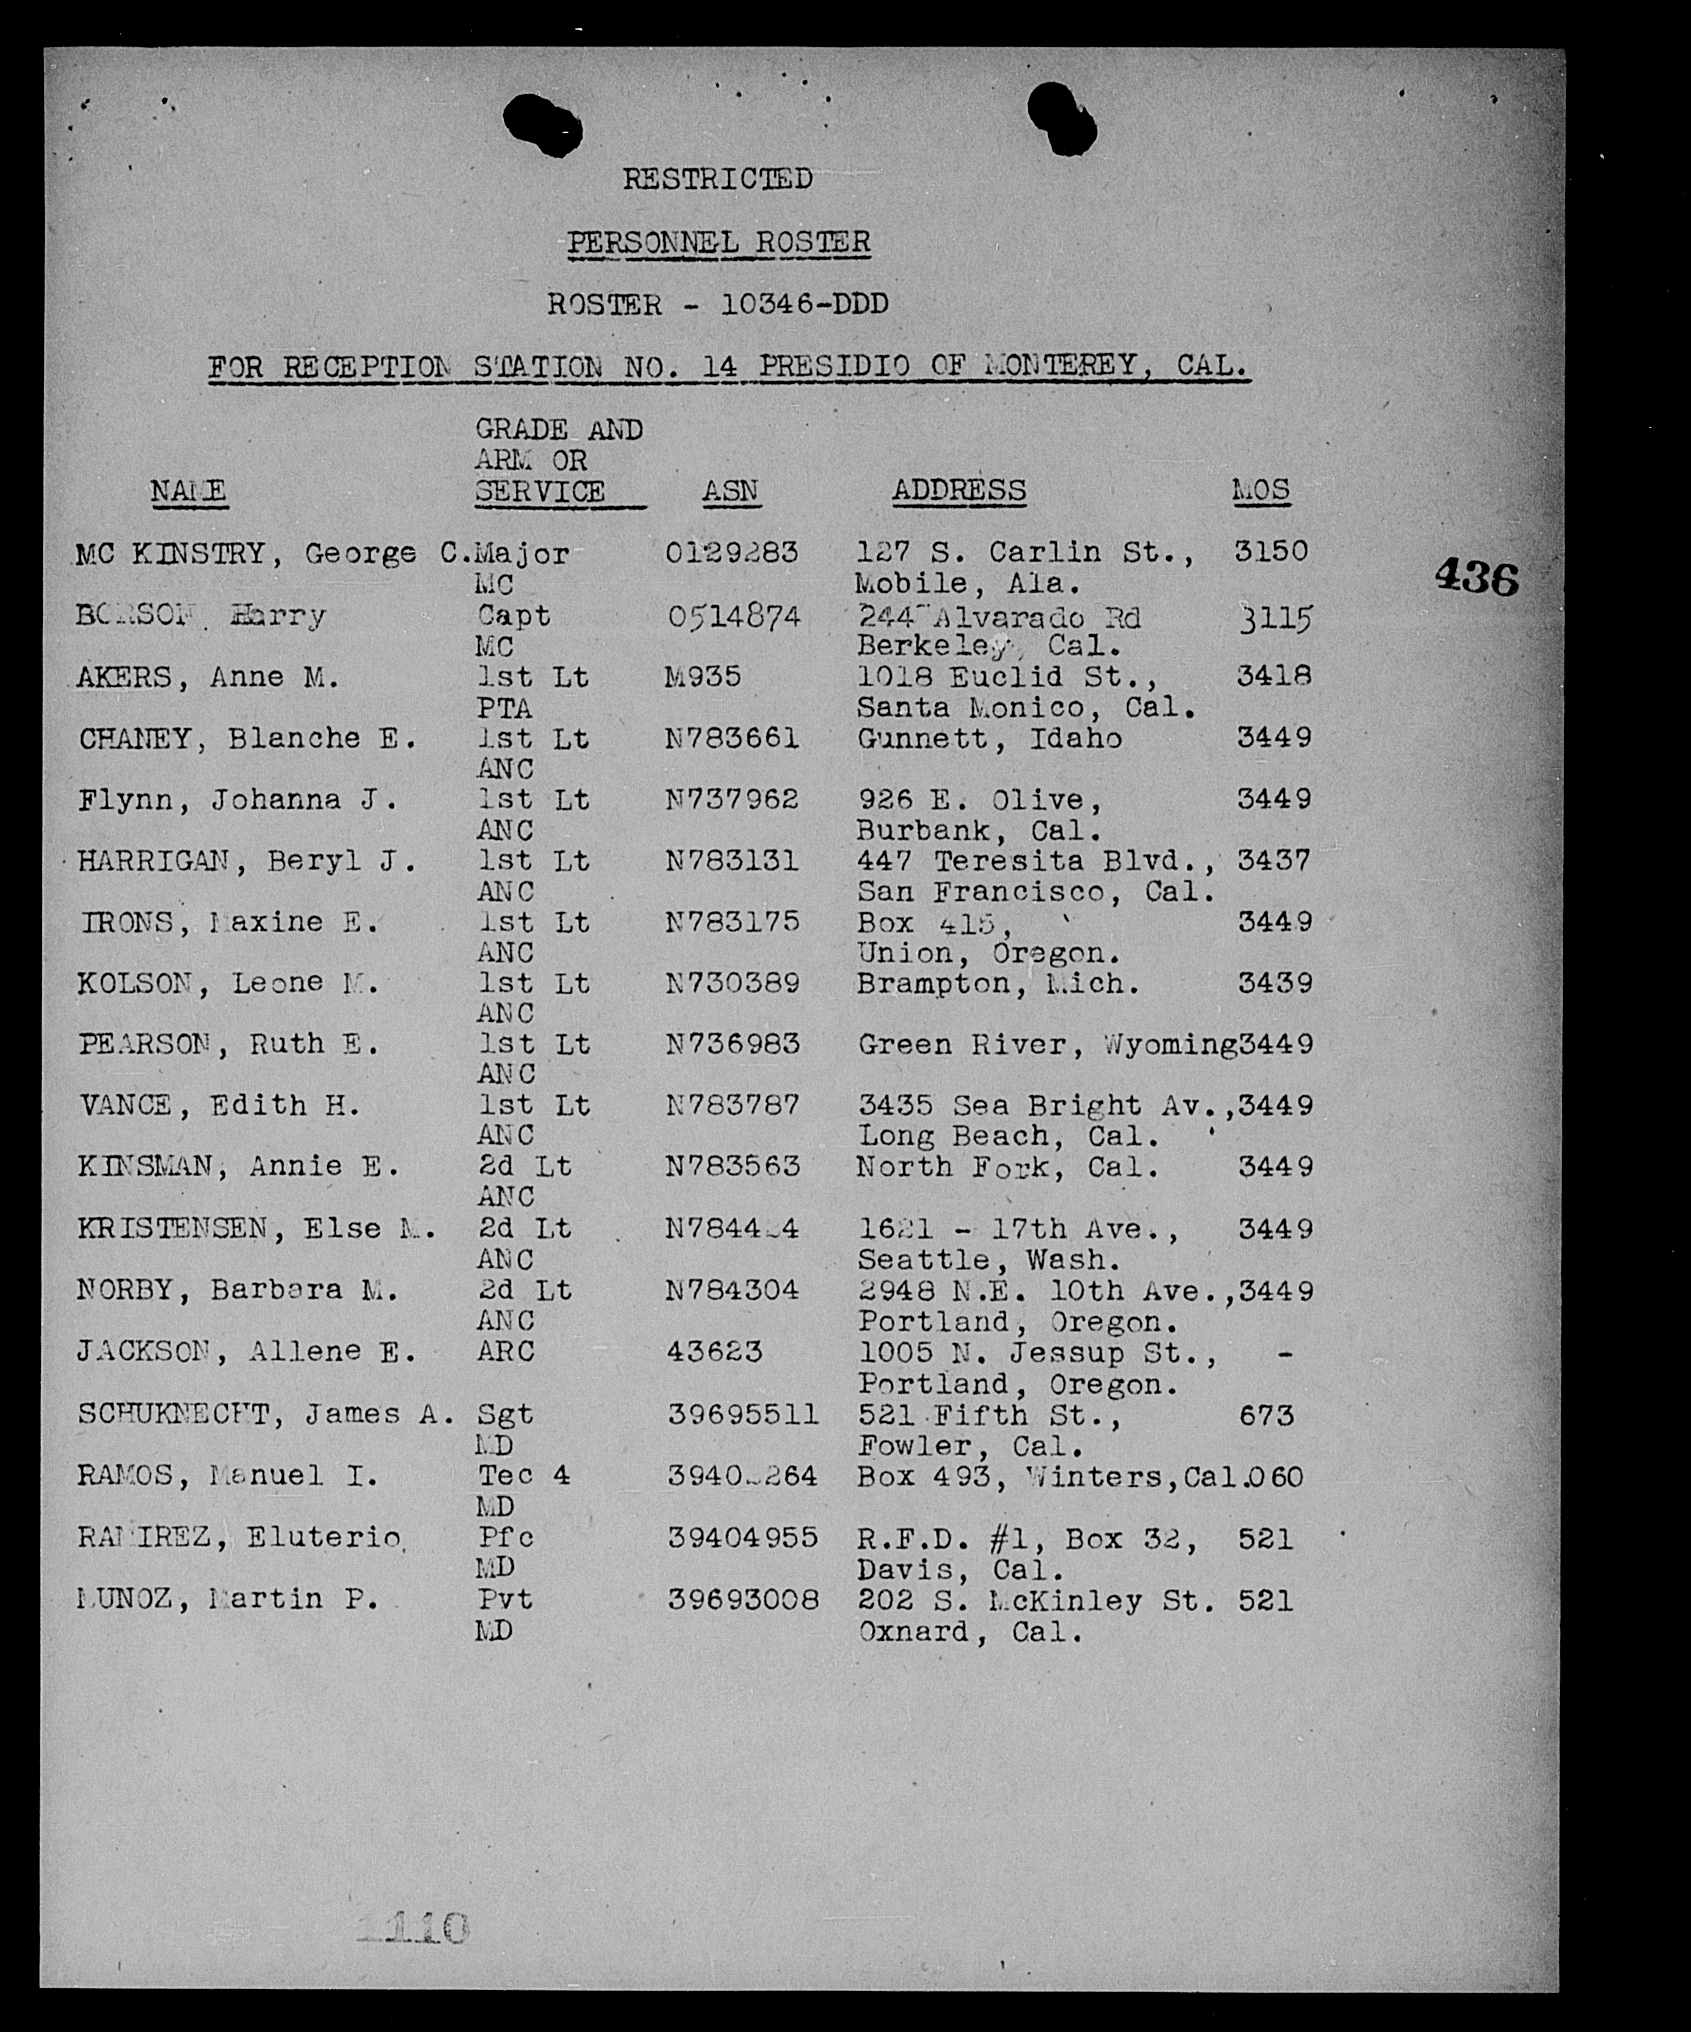 RESTRICTED
PERSONNEL ROSTER
ROSTER - 10346-DDD
FOR RECEPTION STATION NO. 14 PRESIDIO OF MONTEREY, CAL.
GRADE AND
ARM OR
NAME SERVICE ASN ADDRESS MOS
MC KINSTRY, George C. Major 0129283 127 S. Carlin St., 3150
MC Mobile, Ala.
436
Harry Capt 0514874 244 Alvarado Rd 3115
MC Berkeley, Cal.
AKERS, Anne M. 1st Lt M935 1018 Euclid St., 3418
PTA Santa Monico, Cal.
CHANEY, Blanche E. 1st Lt N783661 Gunnett, Idaho 3449
ANC
Flynn, Johanna J. 1st Lt N737962 926 E. Olive, 3449
ANC Burbank, Cal.
HARRIGAN, Beryl J. 1st Lt N783131 447 Teresita Blvd., 3437
ANC San Francisco, Cal.
IRONS, Maxine E. 1st Lt N783175 Box 415, 3449
ANC Union, Oregon.
KOLSON, Leone M. 1st Lt N730389 Brampton, Mich. 3439
ANC
PEARSON, Ruth E. 1st Lt N736983 Green River, Wyoming 3449
ANC
VANCE, Edith H. 1st Lt N783787 3435 Sea Bright Av., 3449
ANC Long Beach, Cal.
KINSMAN, Annie E. 2d Lt N783563 North Fork, Cal. 3449
ANC
KRISTENSEN, Else M. 2d Lt 1621 - 17th Ave., 3449
ANC Seattle, Wash.
NORBY, Barbara M. 2d Lt N784304 2948 N.E. 10th Ave., 3449
ANC Portland, Oregon.
JACKSON, Allene E. ARC 43623 1005 N. Jessup St., -
Portland, Oregon.
SCHUKNECHT, James A. Sgt 39695511 521 Fifth St., 673
MD Fowler, Cal.
RAMOS, Manuel I. Tec 4 Box 493, Winters, Cal. 060
MD
RAMIREZ, Eluterio Pfc 39404955 R.F.D. #1, Box 32, 521
MD Davis, Cal.
MUNOZ, Martin P. Pvt 39693008 202 S. McKinley St. 521
MD Oxnard, Cal.